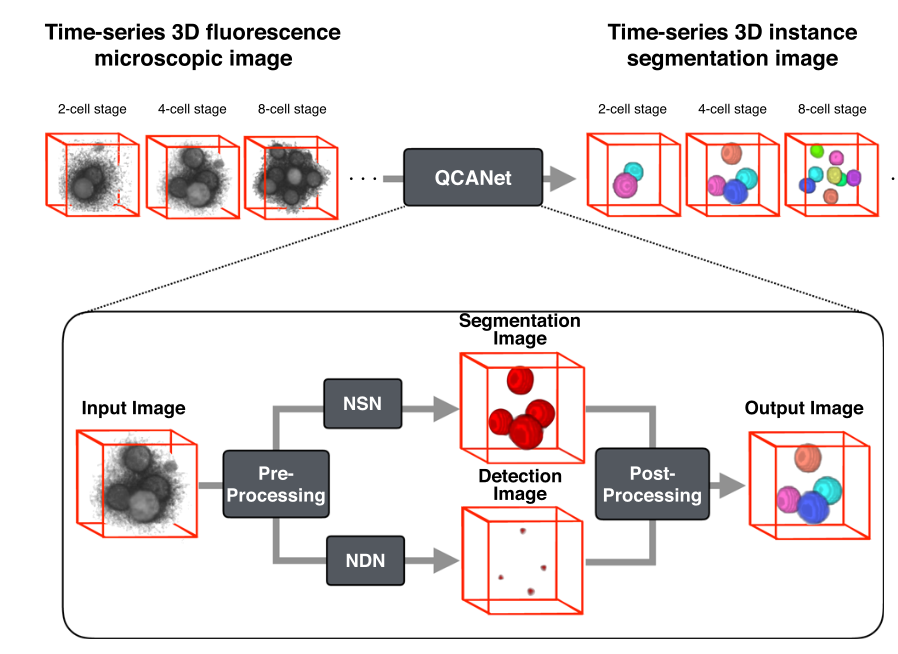 Time-series 3D fluorescence
microscopic image
Time-series 3D instance
segmentation image
2-cell stage
4-cell stage
8-cell stage
2-cell stage
4-cell stage
8-cell stage
· · ·
QCANet
·
Segmentation
Image
Input Image
NSN
Output Image
Pre-
Processing
Detection
Image
Post-
Processing
NDN